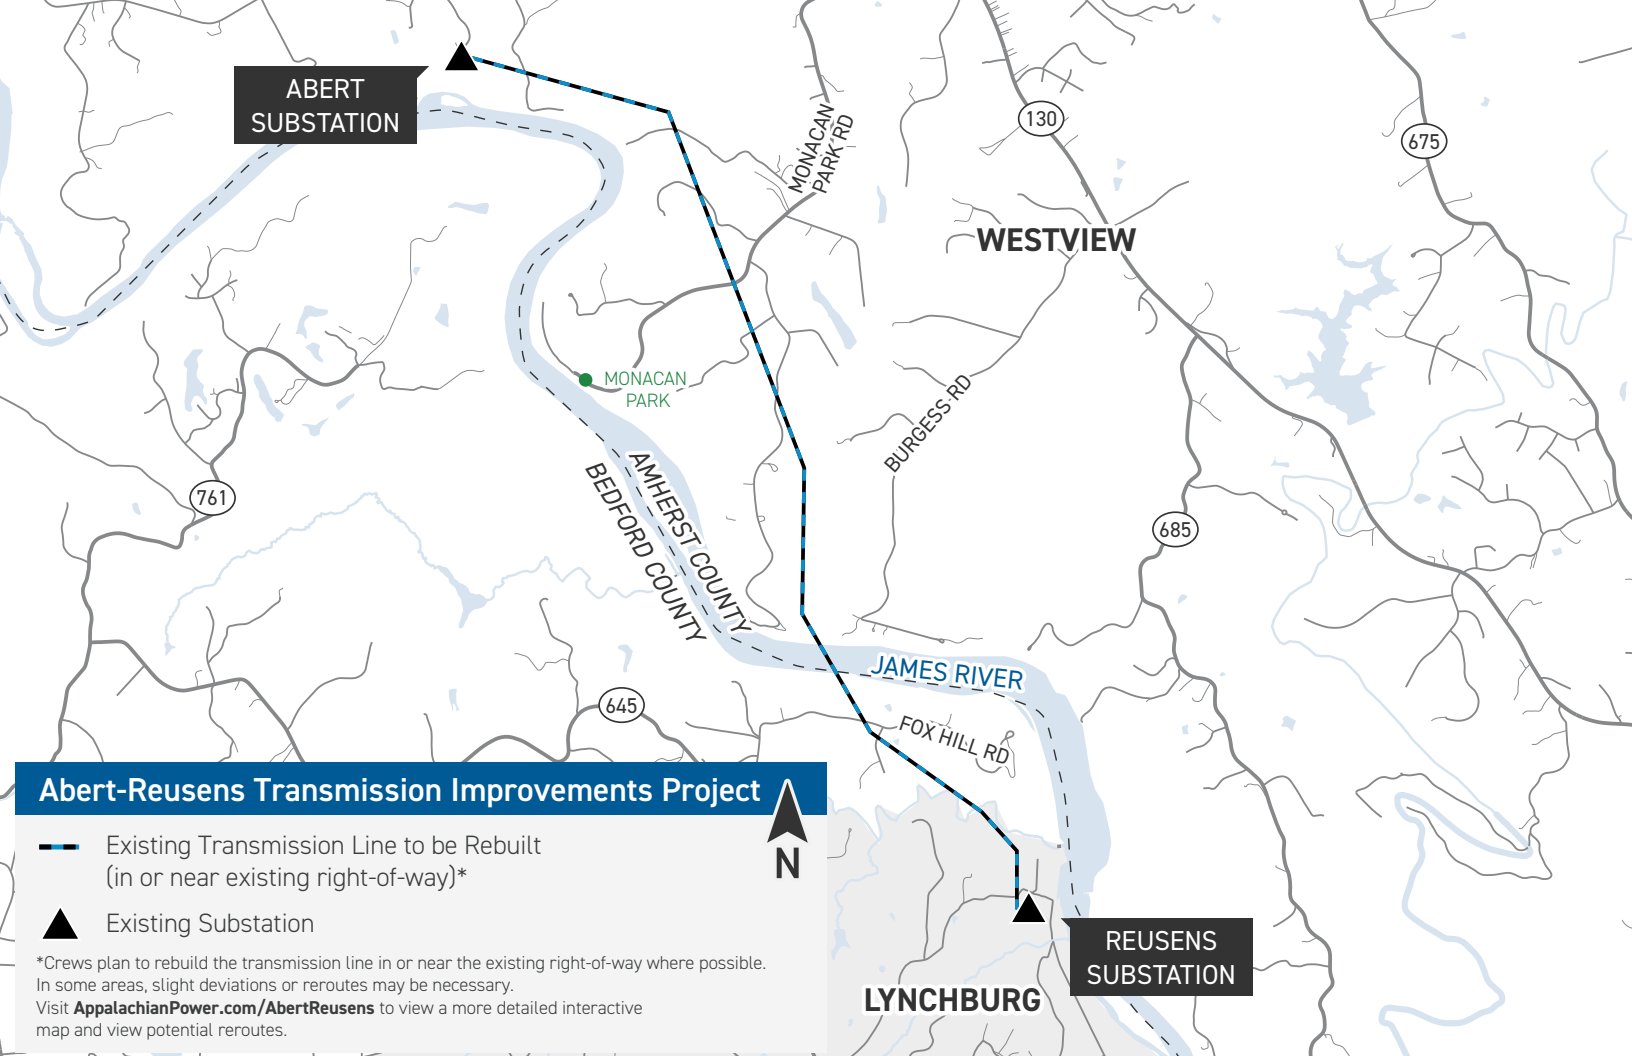 ABERT
SUBSTATION
MONACAN
PARK RD
130
675
WESTVIEW
MONACAN
PARK
BURGESS RD
761
AMHERST COUNTY
BEDFORD COUNTY
685
JAMES RIVER
645
FOX HILL RD
Abert-Reusens Transmission Improvements Project
Existing Transmission Line to be Rebuilt
(in or near existing right-of-way)*
N
Existing Substation
*Crews plan to rebuild the transmission line in or near the existing right-of-way where possible.
In some areas, slight deviations or reroutes may be necessary.
Visit AppalachianPower.com/AbertReusens to view a more detailed interactive
map and view potential reroutes.
REUSENS
SUBSTATION
LYNCHBURG